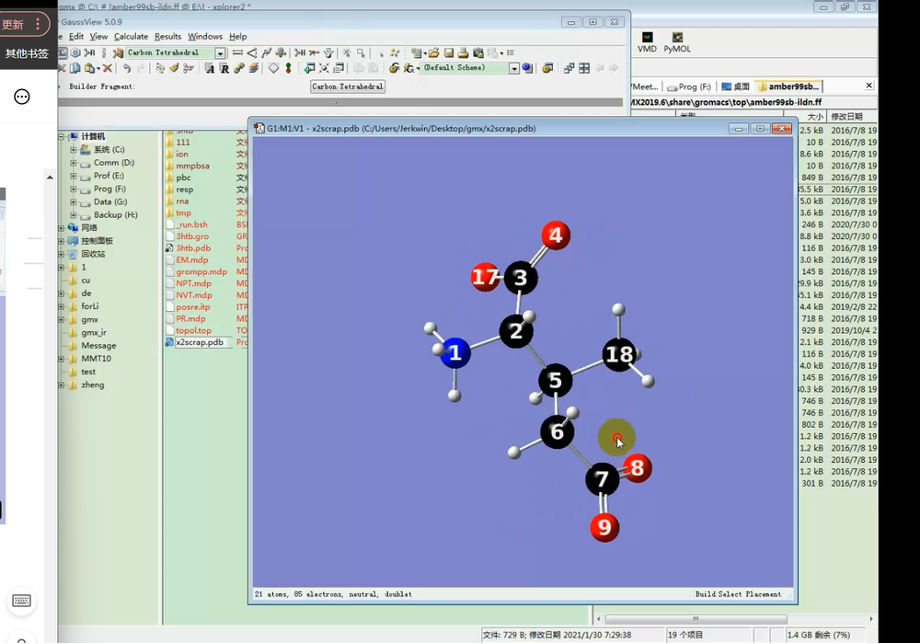 更新
其他书签
gmx @ C:\ # [amber99sb-ildn.ff @ E:] - xplorer2 *
GaussView 5.0.9
Edit View Calculate Results Windows Help
Carbon Tetrahedral
(Default Scheme)
Builder Fragment:
Carbon Tetrahedral
VMD PyMOL
Prog (F:) 桌面 amber99sb...
MX2019.6\share\gromacs\top\amber99sb-ildn.ff
大小 修改日期
计算机
系统 (C:)
Comm (D:)
Prof (E:)
Prog (F:)
Data (G:)
Backup (H:)
网络
控制面板
回收站
1
cu
de
forLi
gmx
gmx_ir
Message
MMT10
test
zheng
111
ion
mmpbsa
pbc
resp
rna
tmp
_run.bsh
3htb.gro
3htb.pdb
EM.mdp
grompp.mdp
NPT.mdp
NVT.mdp
posre.itp
PR.mdp
topol.top
x2scrap.pdb
G1:M1:V1 - x2scrap.pdb (C:/Users/Jerkwin/Desktop/gmx/x2scrap.pdb)
4
17
3
2
1
18
5
6
8
7
9
21 atoms, 85 electrons, neutral, doublet
Build Select Placement
2.5 kB 2016/7/8 19
10 B 2016/7/8 19
8.6 kB 2016/7/8 19
10 B 2016/7/8 19
849 B 2016/7/8 19
35.5 kB 2016/7/8 19
5.0 kB 2016/7/8 19
3.6 kB 2016/7/8 19
246 B 2020/7/30 0
8.8 kB 2020/7/30 0
116 B 2016/7/8 19
3.0 kB 2016/7/8 19
145 B 2016/7/8 19
29.9 kB 2016/7/8 19
45.1 kB 2016/7/8 19
4.4 kB 2019/2/8 22
718 B 2016/7/8 19
929 B 2019/10/4 2
2.1 kB 2016/7/8 19
116 B 2016/7/8 19
4.0 kB 2016/7/8 19
145 B 2016/7/8 19
746 B 2016/7/8 19
746 B 2016/7/8 19
802 B 2016/7/8 19
1.2 kB 2016/7/8 19
2.0 kB 2016/7/8 19
1.2 kB 2016/7/8 19
301 B 2016/7/8 19
文件: 729 B; 修改日期 2021/1/30 7:29:38
19 个项目
1.4 GB 剩余 (7%)